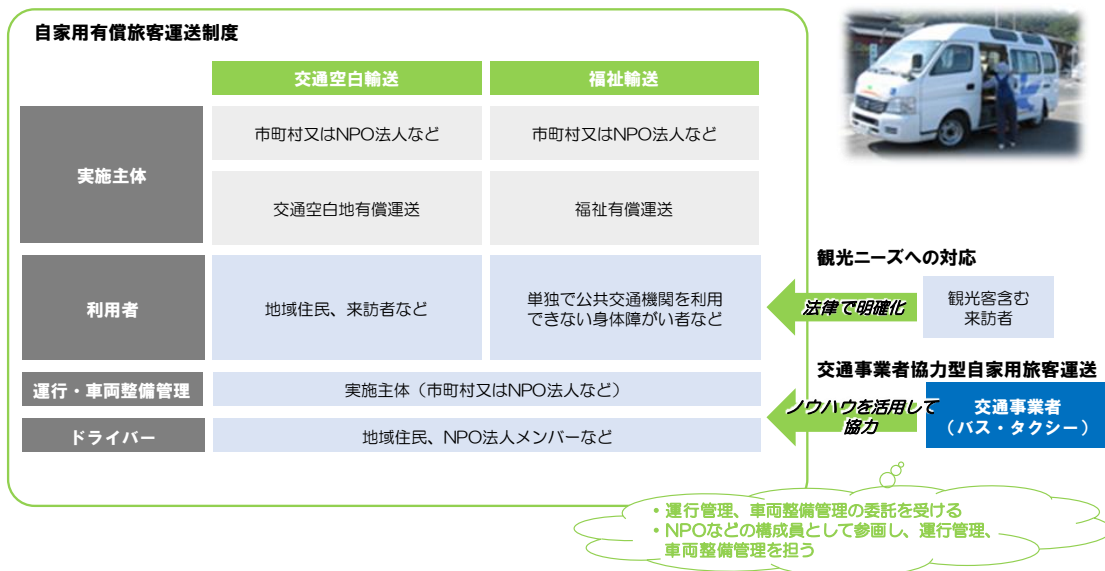 自家用有償旅客運送制度
交通空白輸送
福祉輸送
実施主体
市町村又はNPO法人など
市町村又はNPO法人など
交通空白地有償運送
福祉有償運送
利用者
地域住民、来訪者など
単独で公共交通機関を利用
できない身体障がい者など
運行・車両整備管理
実施主体（市町村又はNPO法人など）
ドライバー
地域住民、NPO法人メンバーなど
観光ニーズへの対応
法律で明確化
観光客含む
来訪者
交通事業者協力型自家用旅客運送
ノウハウを活用して
協力
交通事業者
（バス・タクシー）
・運行管理、車両整備管理の委託を受ける
・NPOなどの構成員として参画し、運行管理、
車両整備管理を担う